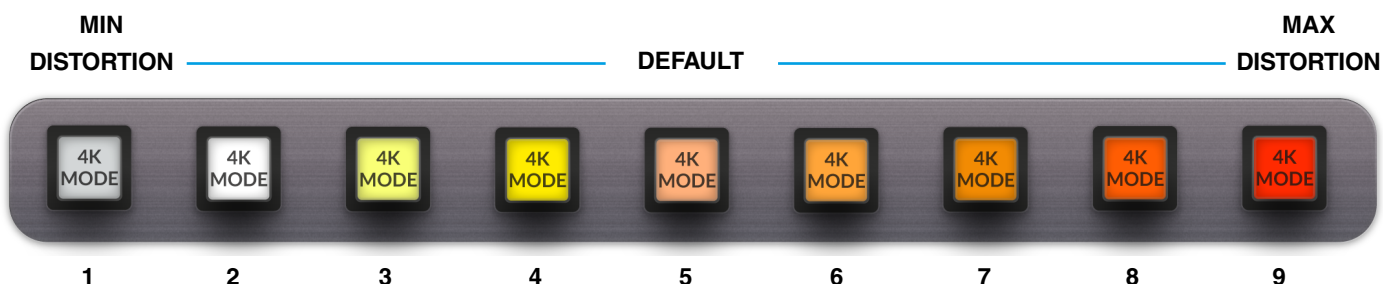 MIN
DISTORTION
DEFAULT
MAX
DISTORTION
4K
MODE
4K
MODE
4K
MODE
4K
MODE
4K
MODE
4K
MODE
4K
MODE
4K
MODE
4K
MODE
1 2 3 4 5 6 7 8 9